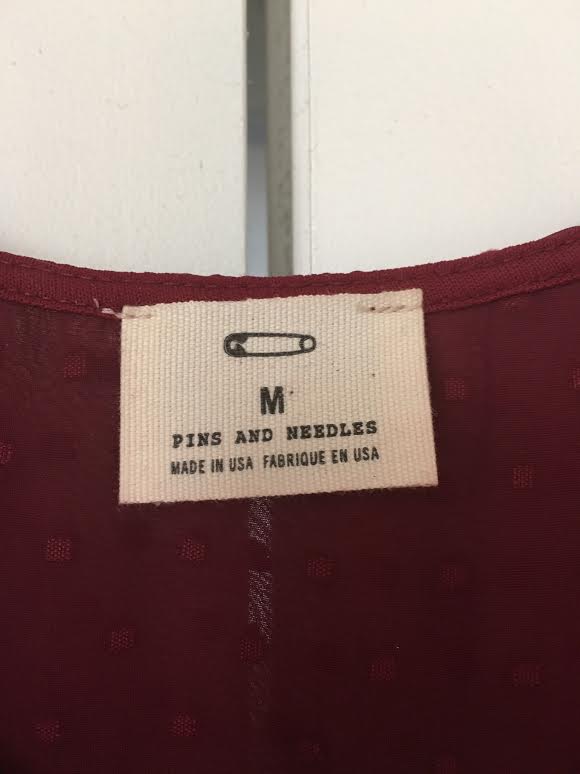 M
PINS AND NEEDLES
MADE IN USA FABRIQUE EN USA